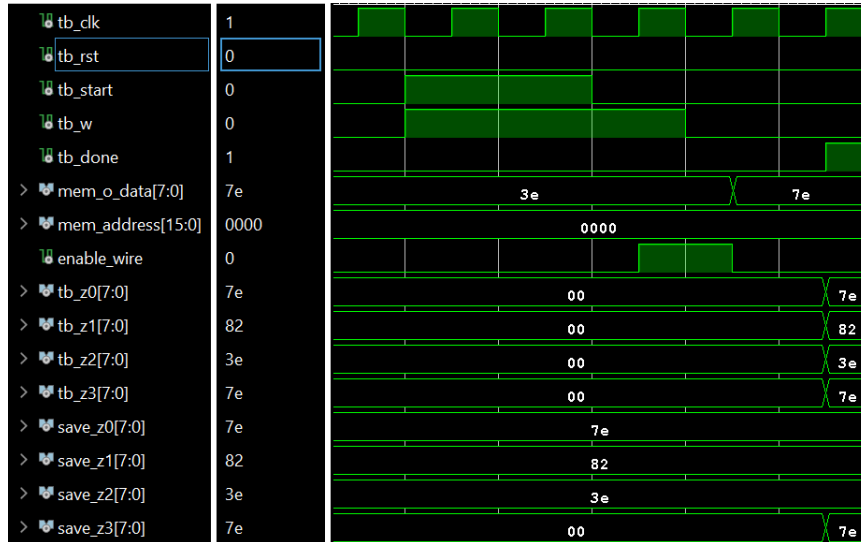 tb_clk 1
tb_rst 0
tb_start 0
tb_w 0
tb_done 1
mem_o_data[7:0] 7e 3e 7e
mem_address[15:0] 0000 0000
enable_wire 0
tb_z0[7:0] 7e 00 7e
tb_z1[7:0] 82 00 82
tb_z2[7:0] 3e 00 3e
tb_z3[7:0] 7e 00 7e
save_z0[7:0] 7e 7e
save_z1[7:0] 82 82
save_z2[7:0] 3e 3e
save_z3[7:0] 7e 00 7e